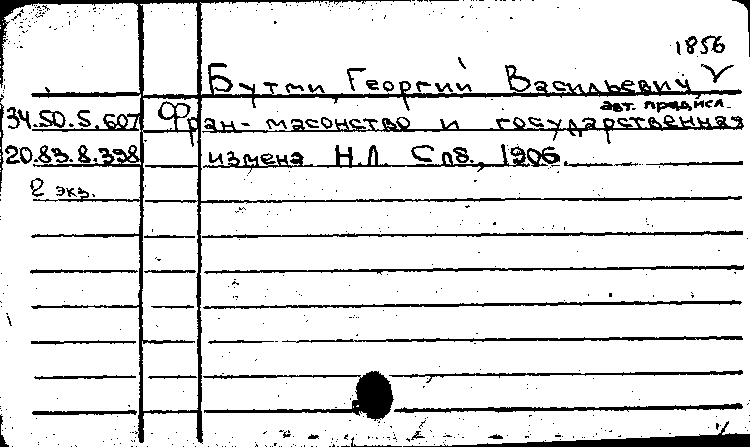 1856
Бутми, Георгий Васильевич,
авт. предисл.
34.50.5.607 Фран-масонство и государственная
20.83.8.398 измена. Н.Л. Спб., 1906.
2 экз.